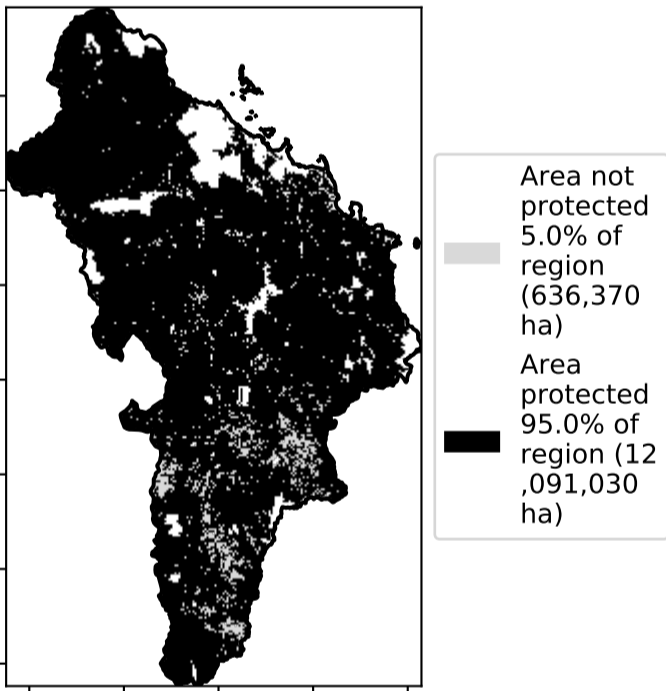 Area not
protected
5.0% of
region
(636,370
ha)
Area
protected
95.0% of
region (12
,091,030
ha)